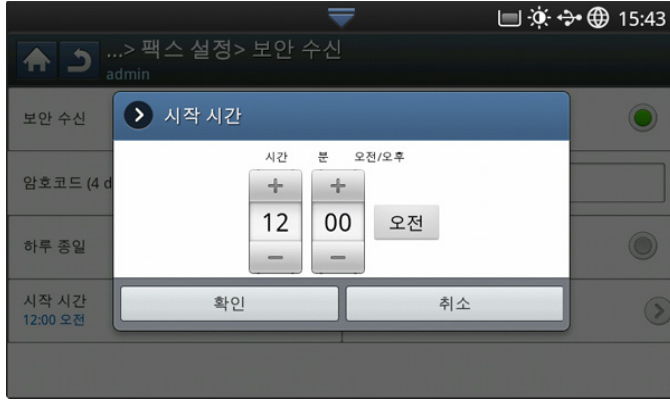 15:43
...> 팩스 설정> 보안 수신
admin
보안 수신
시작 시간
시간 분 오전/오후
암호코드 (4 d
12 00 오전
하루 종일
확인 취소
시작 시간
12:00 오전